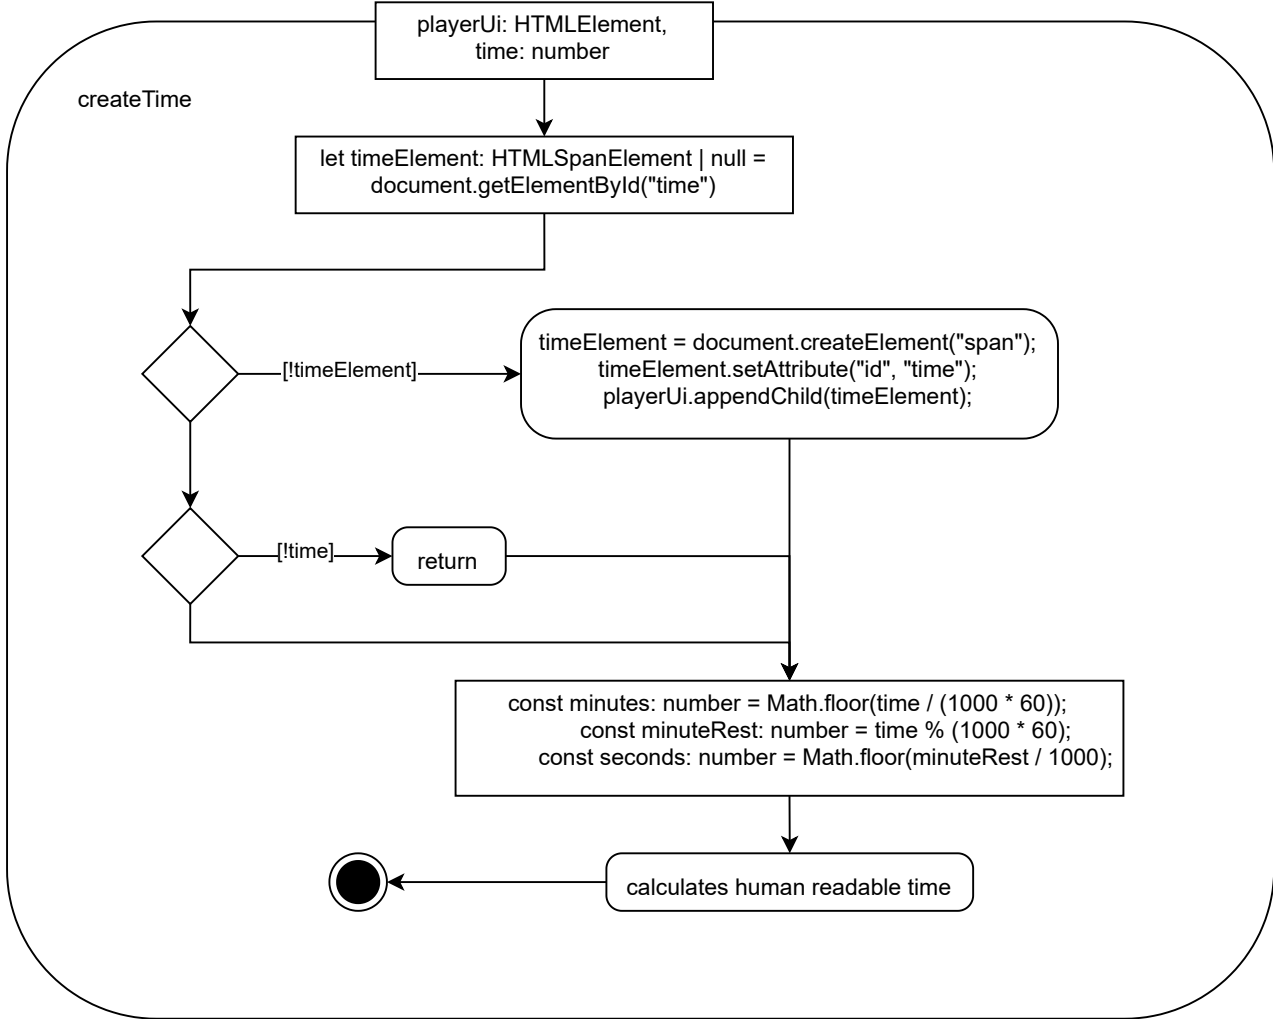 playerUi: HTMLElement,
time: number
createTime
let timeElement: HTMLSpanElement | null =
document.getElementById("time")
[!timeElement]
timeElement = document.createElement("span");
timeElement.setAttribute("id", "time");
playerUi.appendChild(timeElement);
[!time]
return
const minutes: number = Math.floor(time / (1000 * 60));
const minuteRest: number = time % (1000 * 60);
const seconds: number = Math.floor(minuteRest / 1000);
calculates human readable time